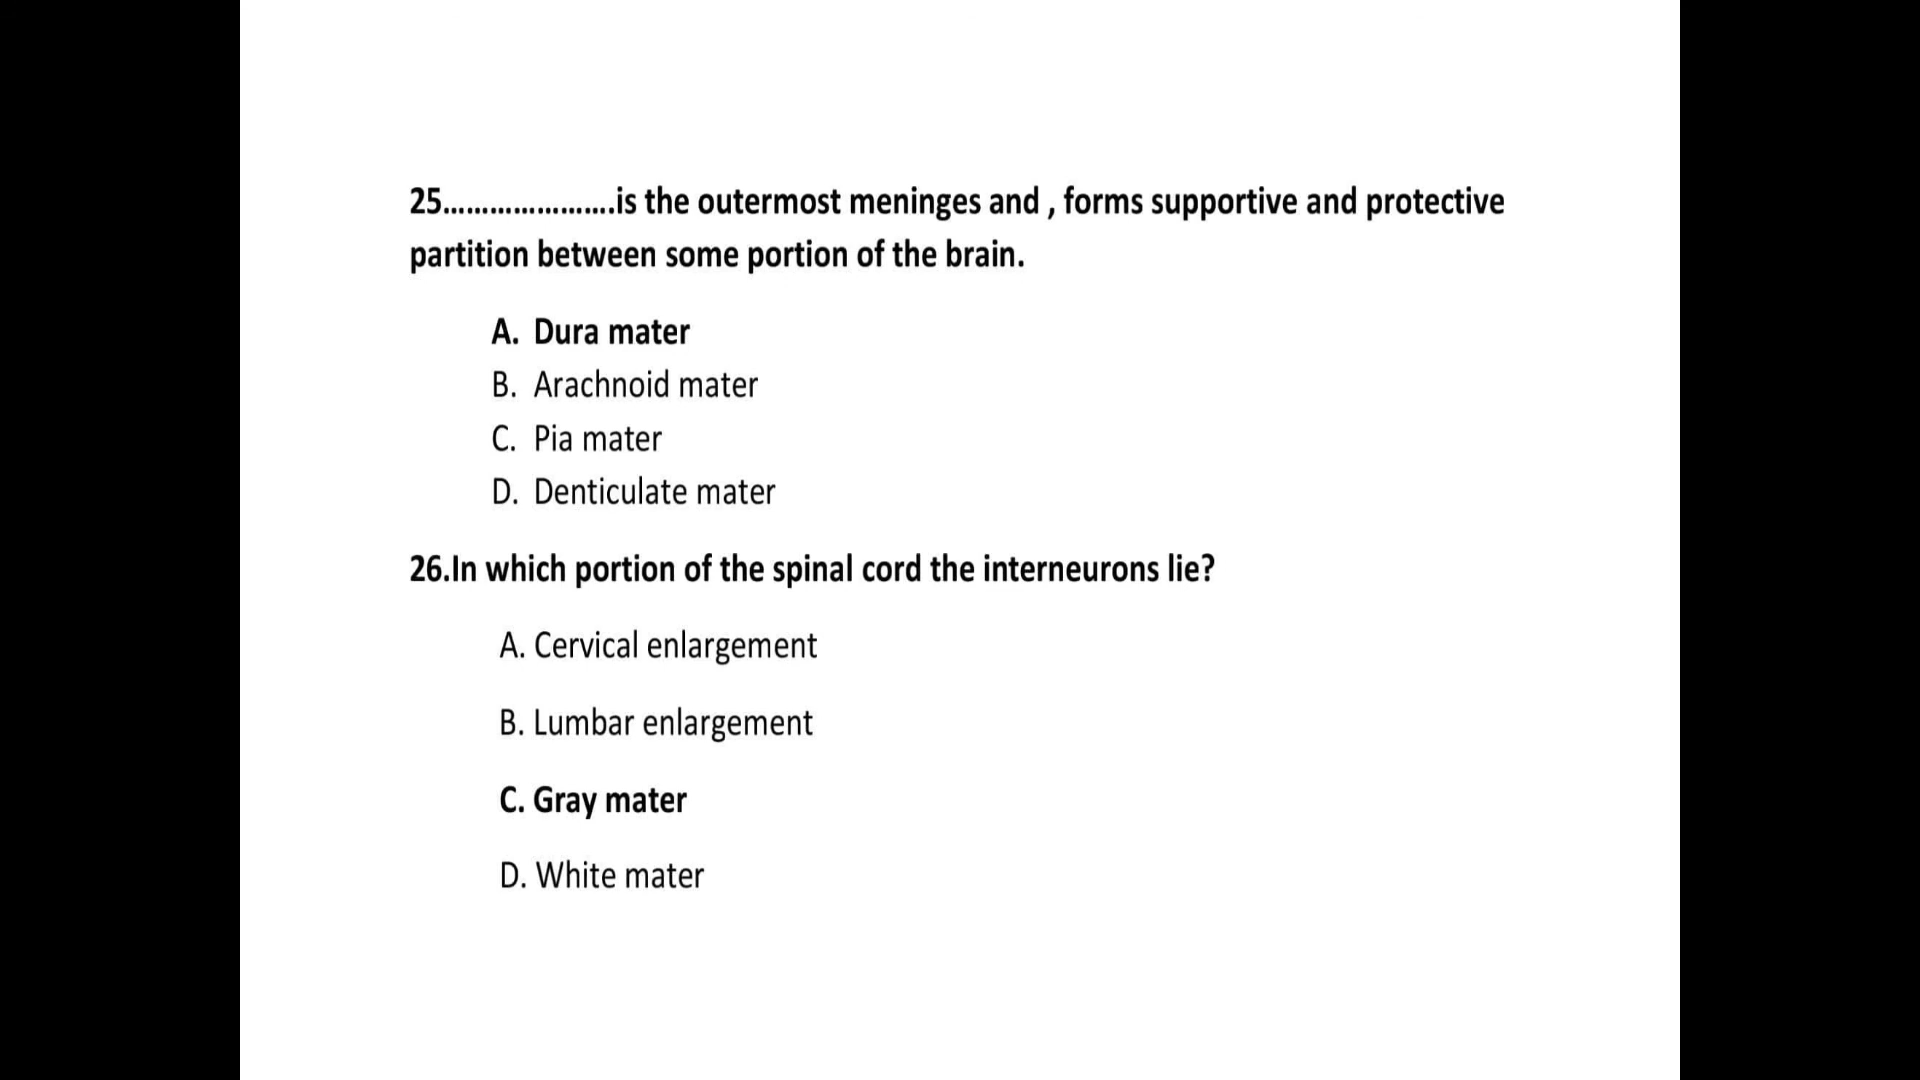 25......................is the outermost meninges and , forms supportive and protective
partition between some portion of the brain.
A. Dura mater
B. Arachnoid mater
C. Pia mater
D. Denticulate mater
26.In which portion of the spinal cord the interneurons lie?
A. Cervical enlargement
B. Lumbar enlargement
C. Gray mater
D. White mater